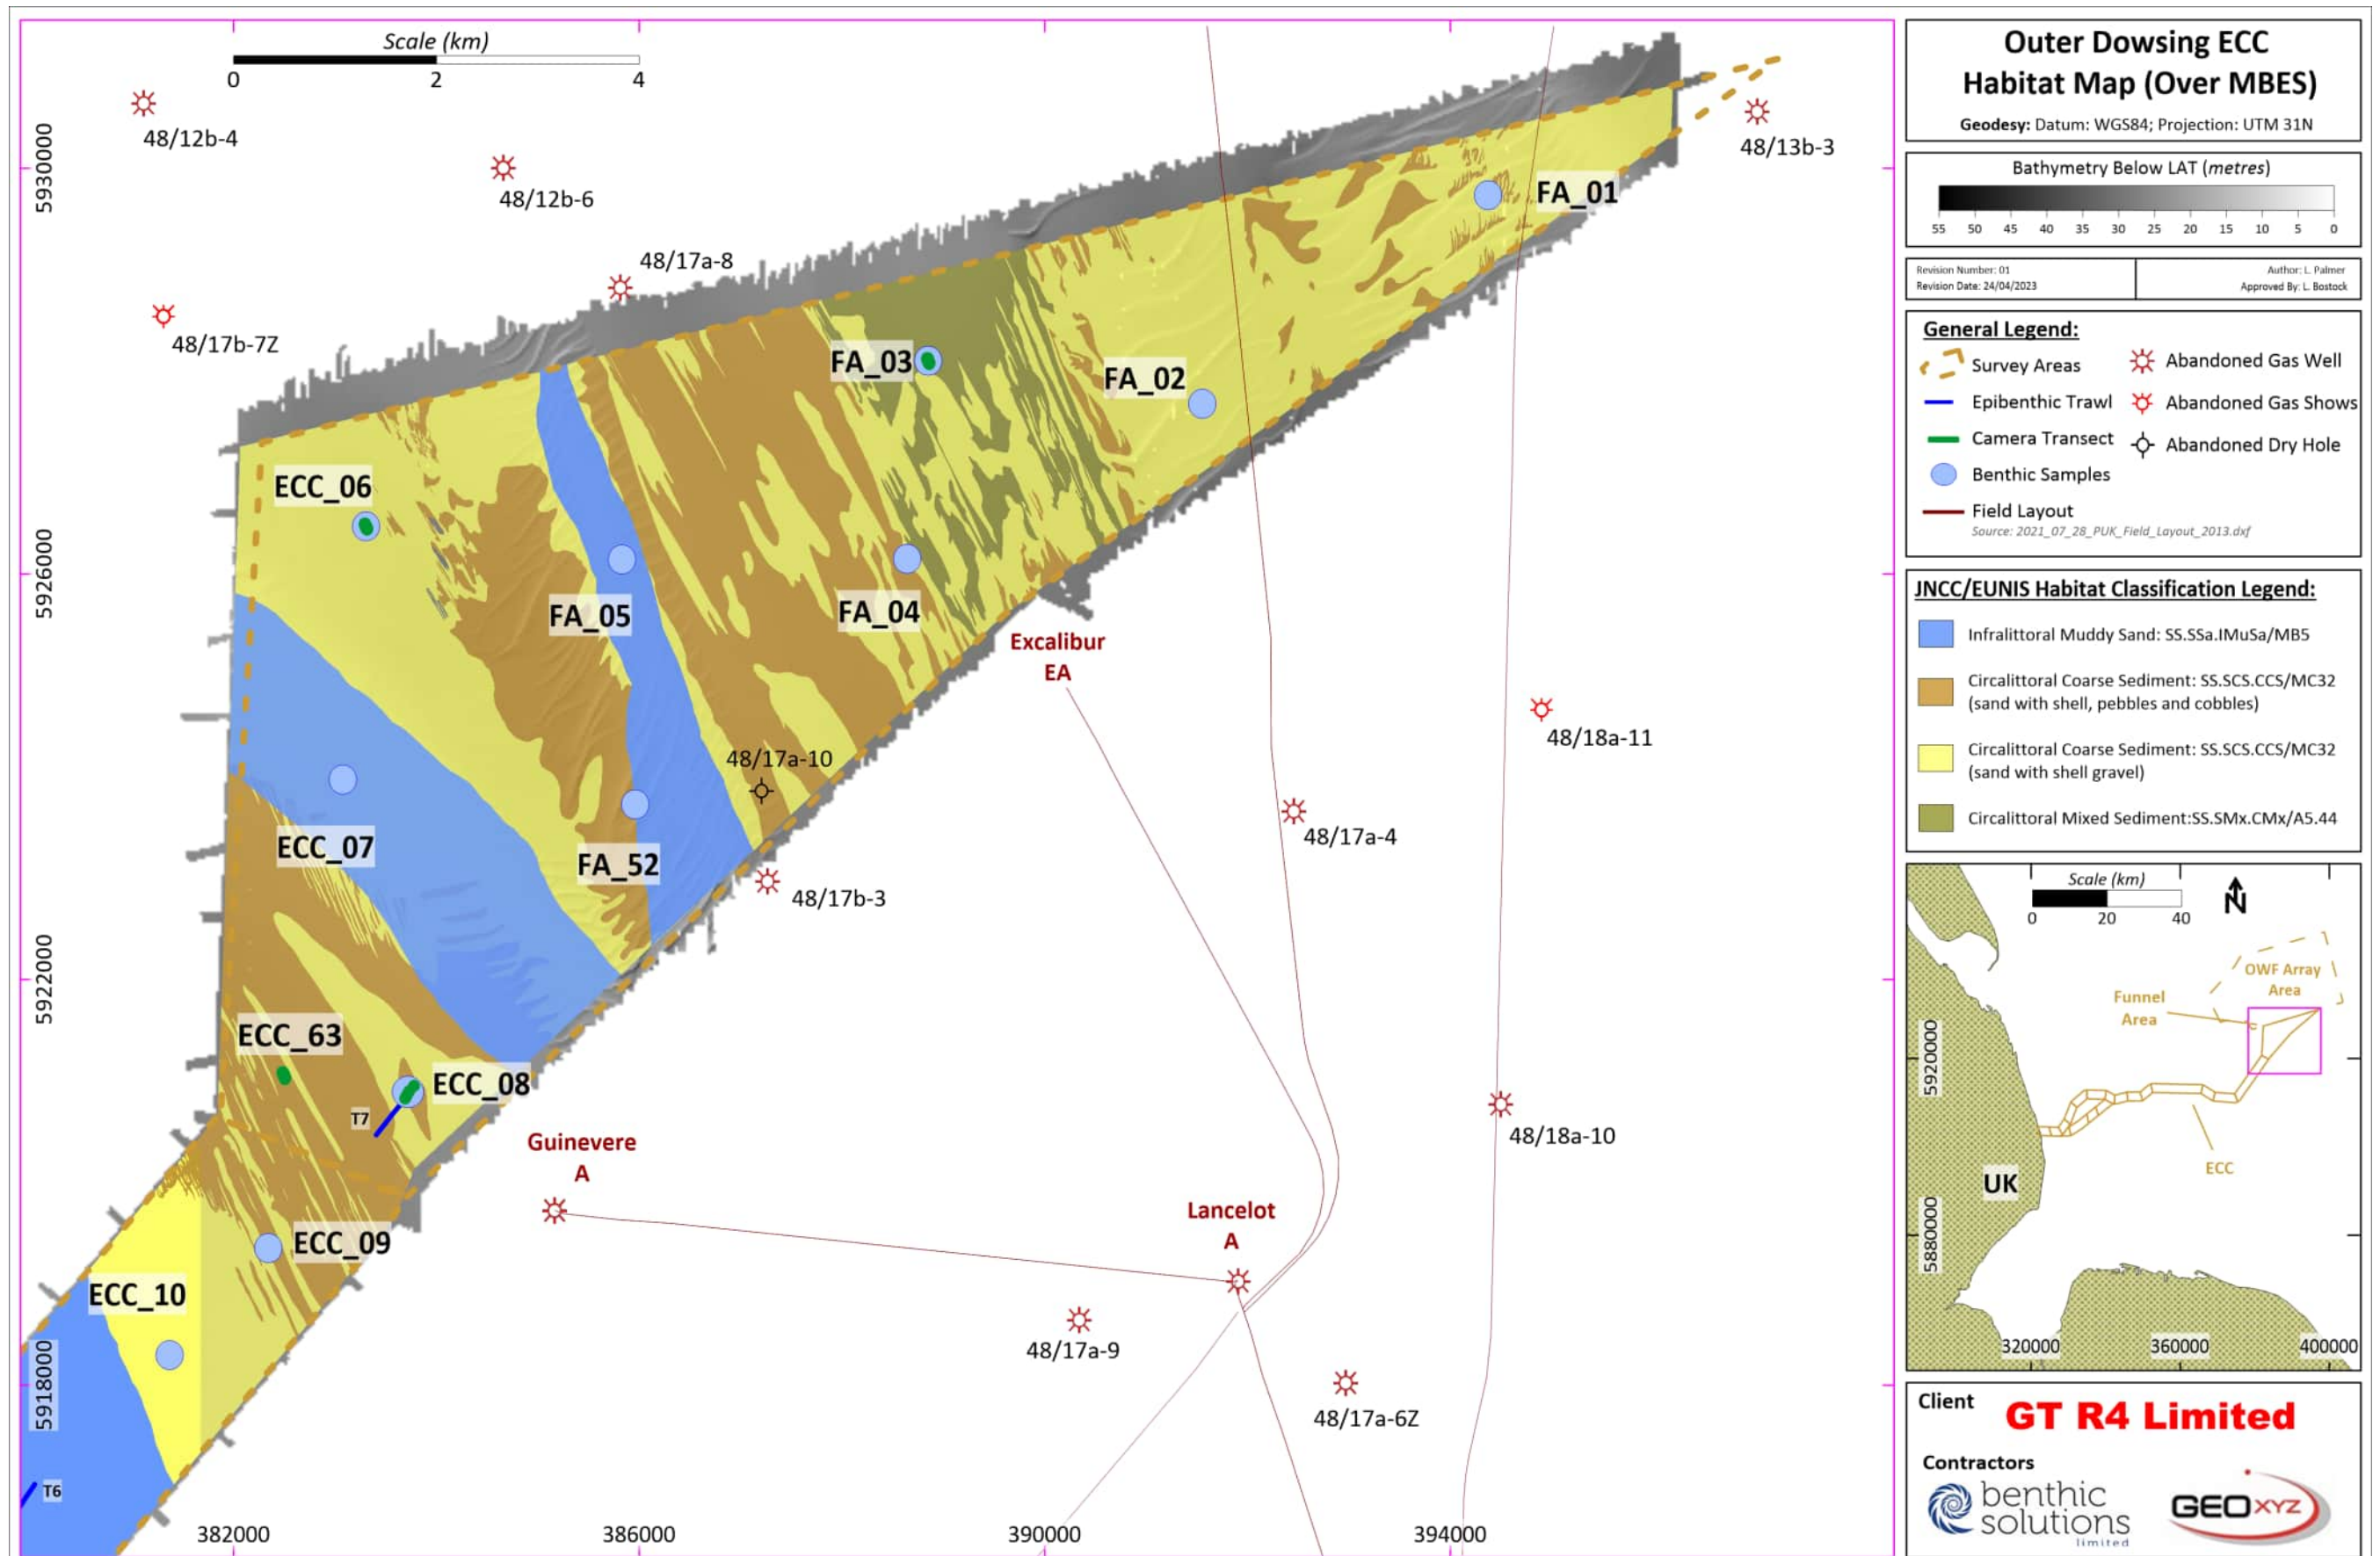 Scale (km)
0 2 4
48/12b-4
48/12b-6
48/13b-3
48/17a-8
48/17b-7Z
FA_01
FA_02
FA_03
ECC_06
FA_05
FA_04
Excalibur
EA
48/17a-10
48/18a-11
48/17a-4
ECC_07
FA_52
48/17b-3
ECC_63
ECC_08
T7
48/18a-10
Guinevere
A
Lancelot
A
ECC_09
ECC_10
48/17a-9
48/17a-6Z
T6
5930000
5926000
5922000
5918000
382000 386000 390000 394000
Outer Dowsing ECC
Habitat Map (Over MBES)
Geodesy: Datum: WGS84; Projection: UTM 31N
Bathymetry Below LAT (metres)
55 50 45 40 35 30 25 20 15 10 5 0
Revision Number: 01
Revision Date: 24/04/2023
Author: L. Palmer
Approved By: L. Bostock
General Legend:
Survey Areas
Epibenthic Trawl
Camera Transect
Benthic Samples
Field Layout
Source: 2021_07_28_PUK_Field_Layout_2013.dxf
Abandoned Gas Well
Abandoned Gas Shows
Abandoned Dry Hole
JNCC/EUNIS Habitat Classification Legend:
Infralittoral Muddy Sand: SS.SSa.IMuSa/MB5
Circalittoral Coarse Sediment: SS.SCS.CCS/MC32
(sand with shell, pebbles and cobbles)
Circalittoral Coarse Sediment: SS.SCS.CCS/MC32
(sand with shell gravel)
Circalittoral Mixed Sediment:SS.SMx.CMx/A5.44
Scale (km)
0 20 40
N
OWF Array
Area
Funnel
Area
ECC
UK
5920000
5880000
320000 360000 400000
Client
GT R4 Limited
Contractors
benthic
solutions
limited
GEOXYZ